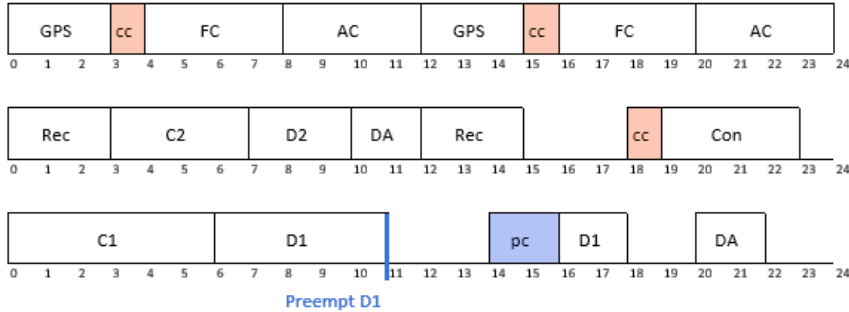 GPS cc FC AC GPS cc FC AC
0 1 2 3 4 5 6 7 8 9 10 11 12 13 14 15 16 17 18 19 20 21 22 23 24
Rec C2 D2 DA Rec cc Con
0 1 2 3 4 5 6 7 8 9 10 11 12 13 14 15 16 17 18 19 20 21 22 23 24
C1 D1 pc D1 DA
0 1 2 3 4 5 6 7 8 9 10 11 12 13 14 15 16 17 18 19 20 21 22 23 24
Preempt D1